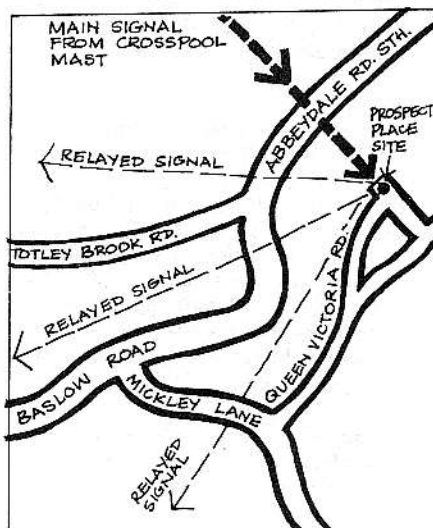 MAIN SIGNAL
FROM CROSSPOOL
MAST
ABBEYDALE RD. STH.
PROSPECT
PLACE
SITE
RELAYED SIGNAL
TOTLEY BROOK RD.
RELAYED SIGNAL
QUEEN VICTORIA RD.
BASLOW ROAD
MICKLEY LANE
RELAYED
SIGNAL